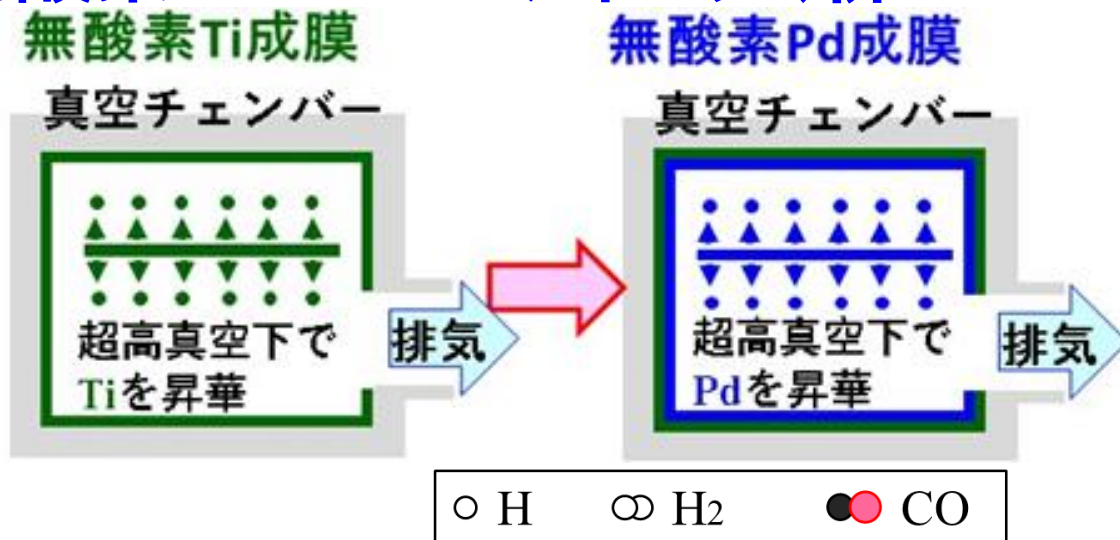 無酸素Ti成膜
無酸素Pd成膜
真空チェンバー
真空チェンバー
超高真空下で
Tiを昇華
排気
超高真空下で
Pdを昇華
排気
H H2 CO